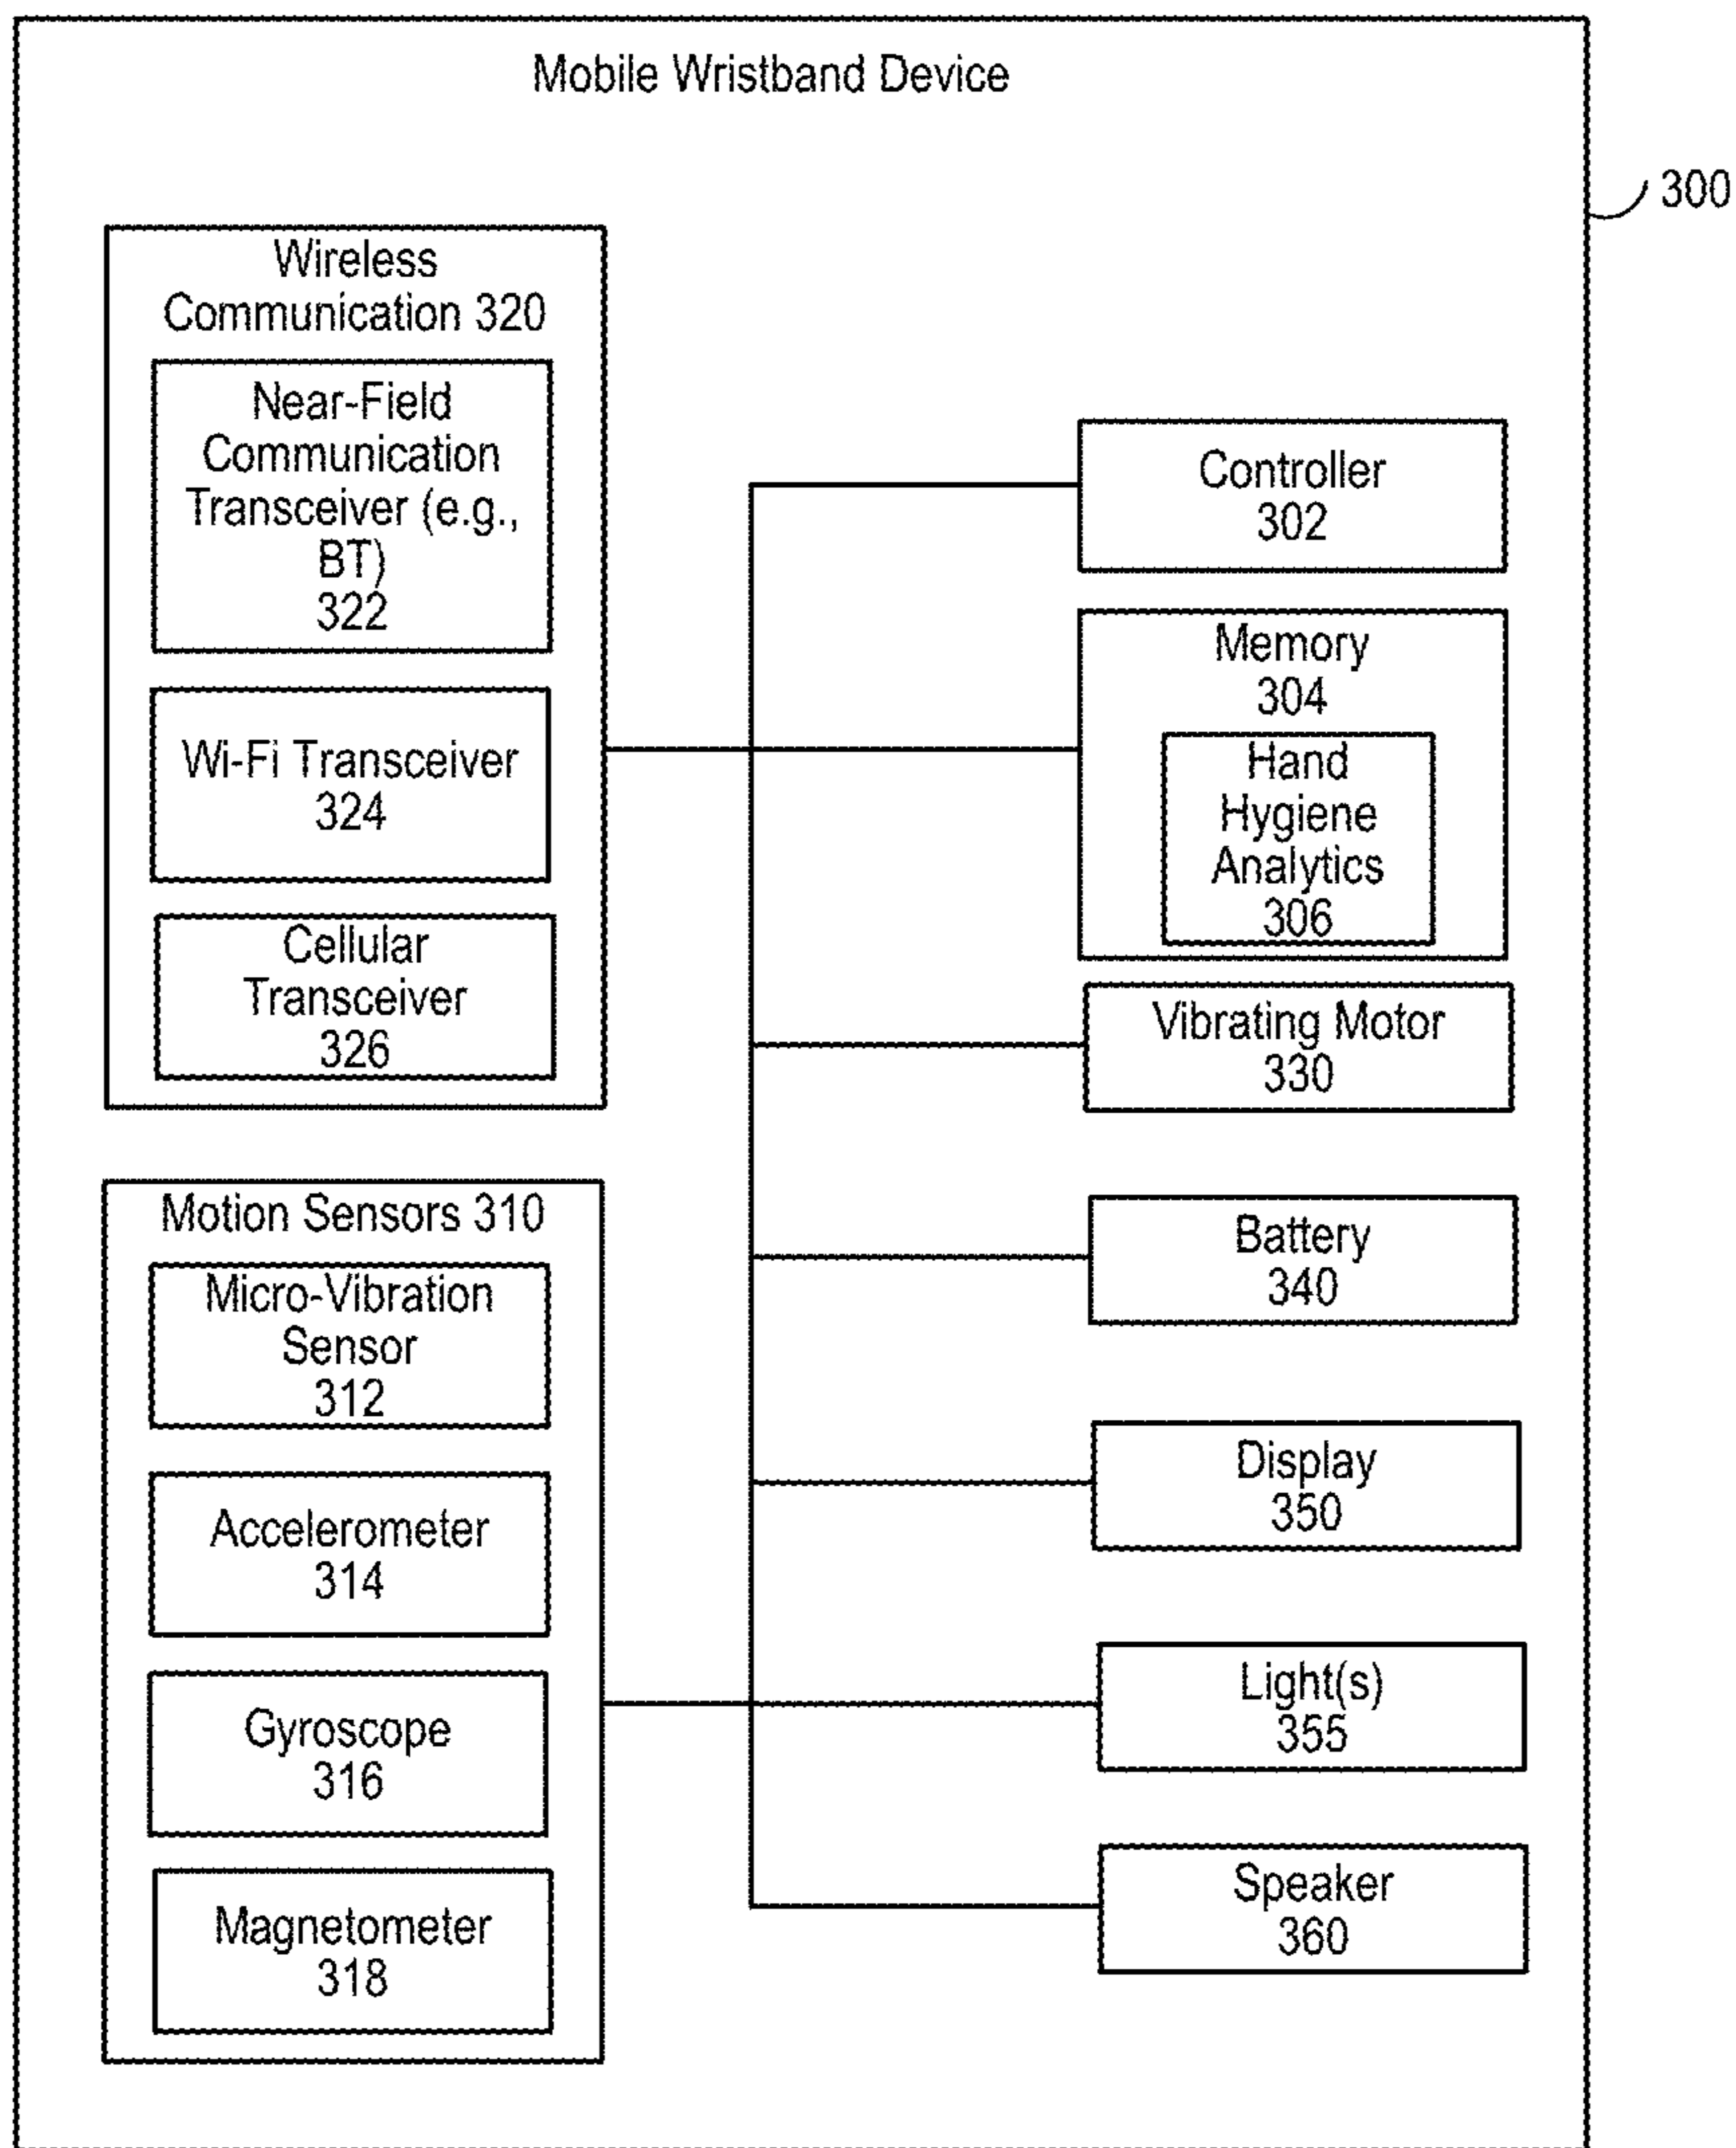 Mobile Wristband Device
300
Wireless
Communication 320
Near-Field
Communication
Transceiver (e.g.,
BT)
322
Wi-Fi Transceiver
324
Cellular
Transceiver
326
Motion Sensors 310
Micro-Vibration
Sensor
312
Accelerometer
314
Gyroscope
316
Magnetometer
318
Controller
302
Memory
304
Hand
Hygiene
Analytics
306
Vibrating Motor
330
Battery
340
Display
350
Light(s)
355
Speaker
360